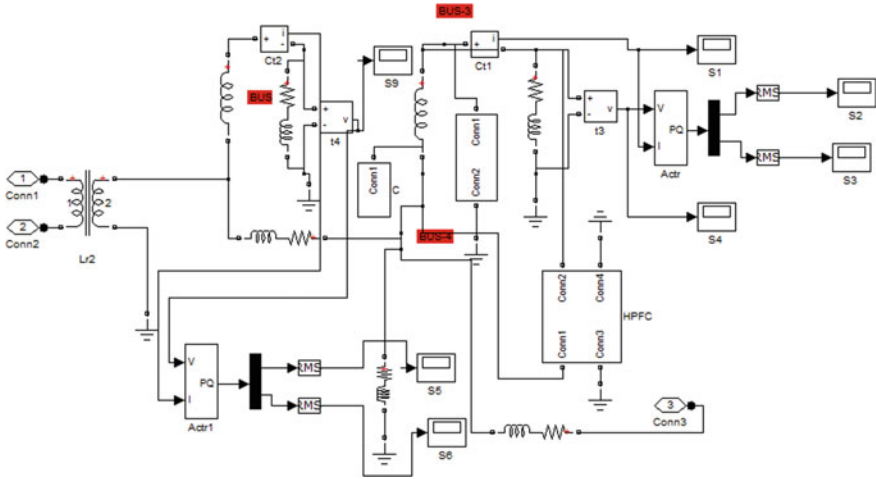 BUS-3
+
-
i
Ct2
+
i
Ct1
S9
S1
BUS
+
-
v
t4
+
-
v
t3
V
I
PQ
Actr
RMS
S2
RMS
S3
Conn1
Conn2
Conn1
C
1
Conn1
2
Conn2
1
2
Lr2
BUS-4
S4
Conn2
Conn4
Conn1
Conn3
HPFC
V
I
PQ
Actr1
RMS
RMS
S5
S6
3
Conn3